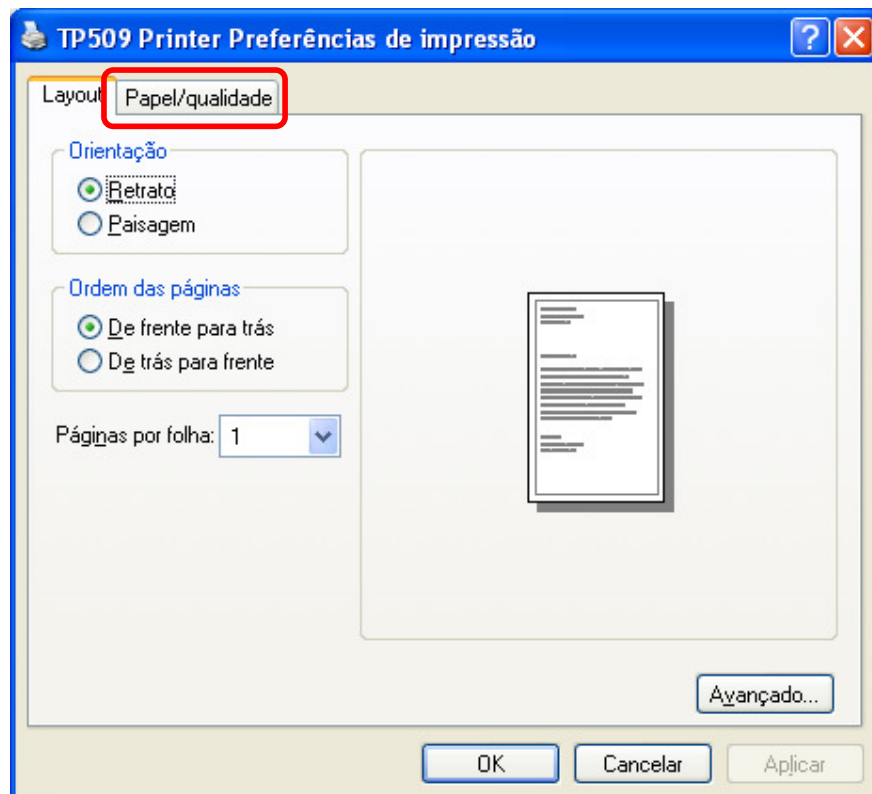 TP509 Printer Preferências de impressão
Layout
Papel/qualidade
Orientação
Retrato
Paisagem
Ordem das páginas
De frente para trás
De trás para frente
Páginas por folha: 1
Avançado...
OK
Cancelar
Aplicar